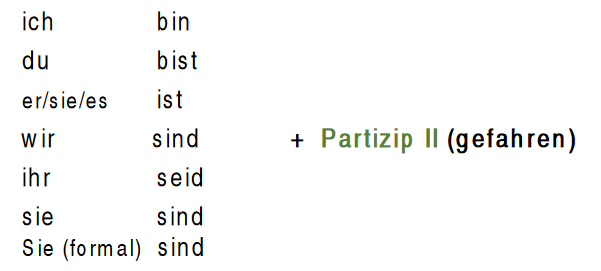 ich bin
du bist
er/sie/es ist
wir sind + Partizip II (gefahren)
ihr seid
sie sind
Sie (formal) sind